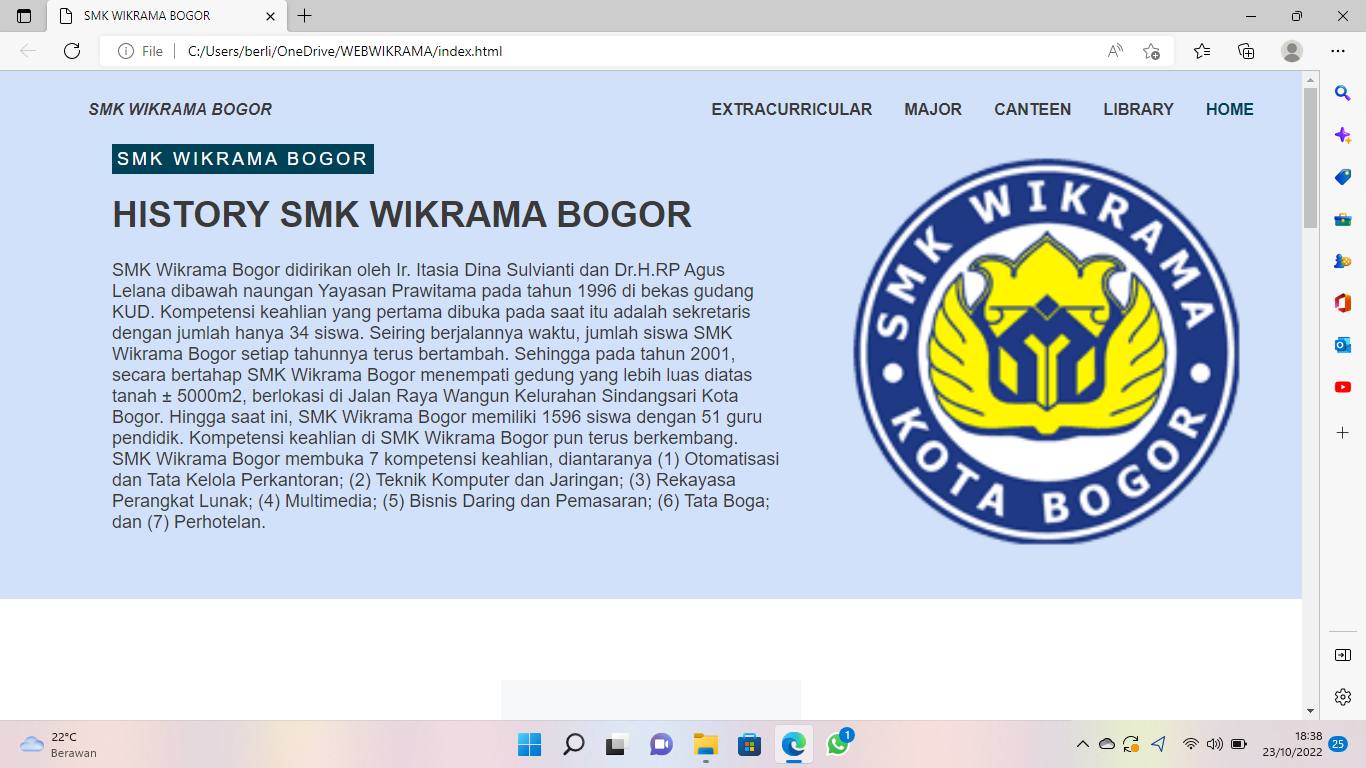 SMK WIKRAMA BOGOR
File
C:/Users/berli/OneDrive/WEBWIKRAMA/index.html
SMK WIKRAMA BOGOR
EXTRACURRICULAR MAJOR CANTEEN LIBRARY HOME
SMK WIKRAMA BOGOR
HISTORY SMK WIKRAMA BOGOR
SMK Wikrama Bogor didirikan oleh Ir. Itasia Dina Sulvianti dan Dr.H.RP Agus
Lelana dibawah naungan Yayasan Prawitama pada tahun 1996 di bekas gudang
KUD. Kompetensi keahlian yang pertama dibuka pada saat itu adalah sekretaris
dengan jumlah hanya 34 siswa. Seiring berjalannya waktu, jumlah siswa SMK
Wikrama Bogor setiap tahunnya terus bertambah. Sehingga pada tahun 2001,
secara bertahap SMK Wikrama Bogor menempati gedung yang lebih luas diatas
tanah ± 5000m2, berlokasi di Jalan Raya Wangun Kelurahan Sindangsari Kota
Bogor. Hingga saat ini, SMK Wikrama Bogor memiliki 1596 siswa dengan 51 guru
pendidik. Kompetensi keahlian di SMK Wikrama Bogor pun terus berkembang.
SMK Wikrama Bogor membuka 7 kompetensi keahlian, diantaranya (1) Otomatisasi
dan Tata Kelola Perkantoran; (2) Teknik Komputer dan Jaringan; (3) Rekayasa
Perangkat Lunak; (4) Multimedia; (5) Bisnis Daring dan Pemasaran; (6) Tata Boga;
dan (7) Perhotelan.
SMK WIKRAMA
KOTA BOGOR
22°C
Berawan
1
18:38
23/10/2022
25